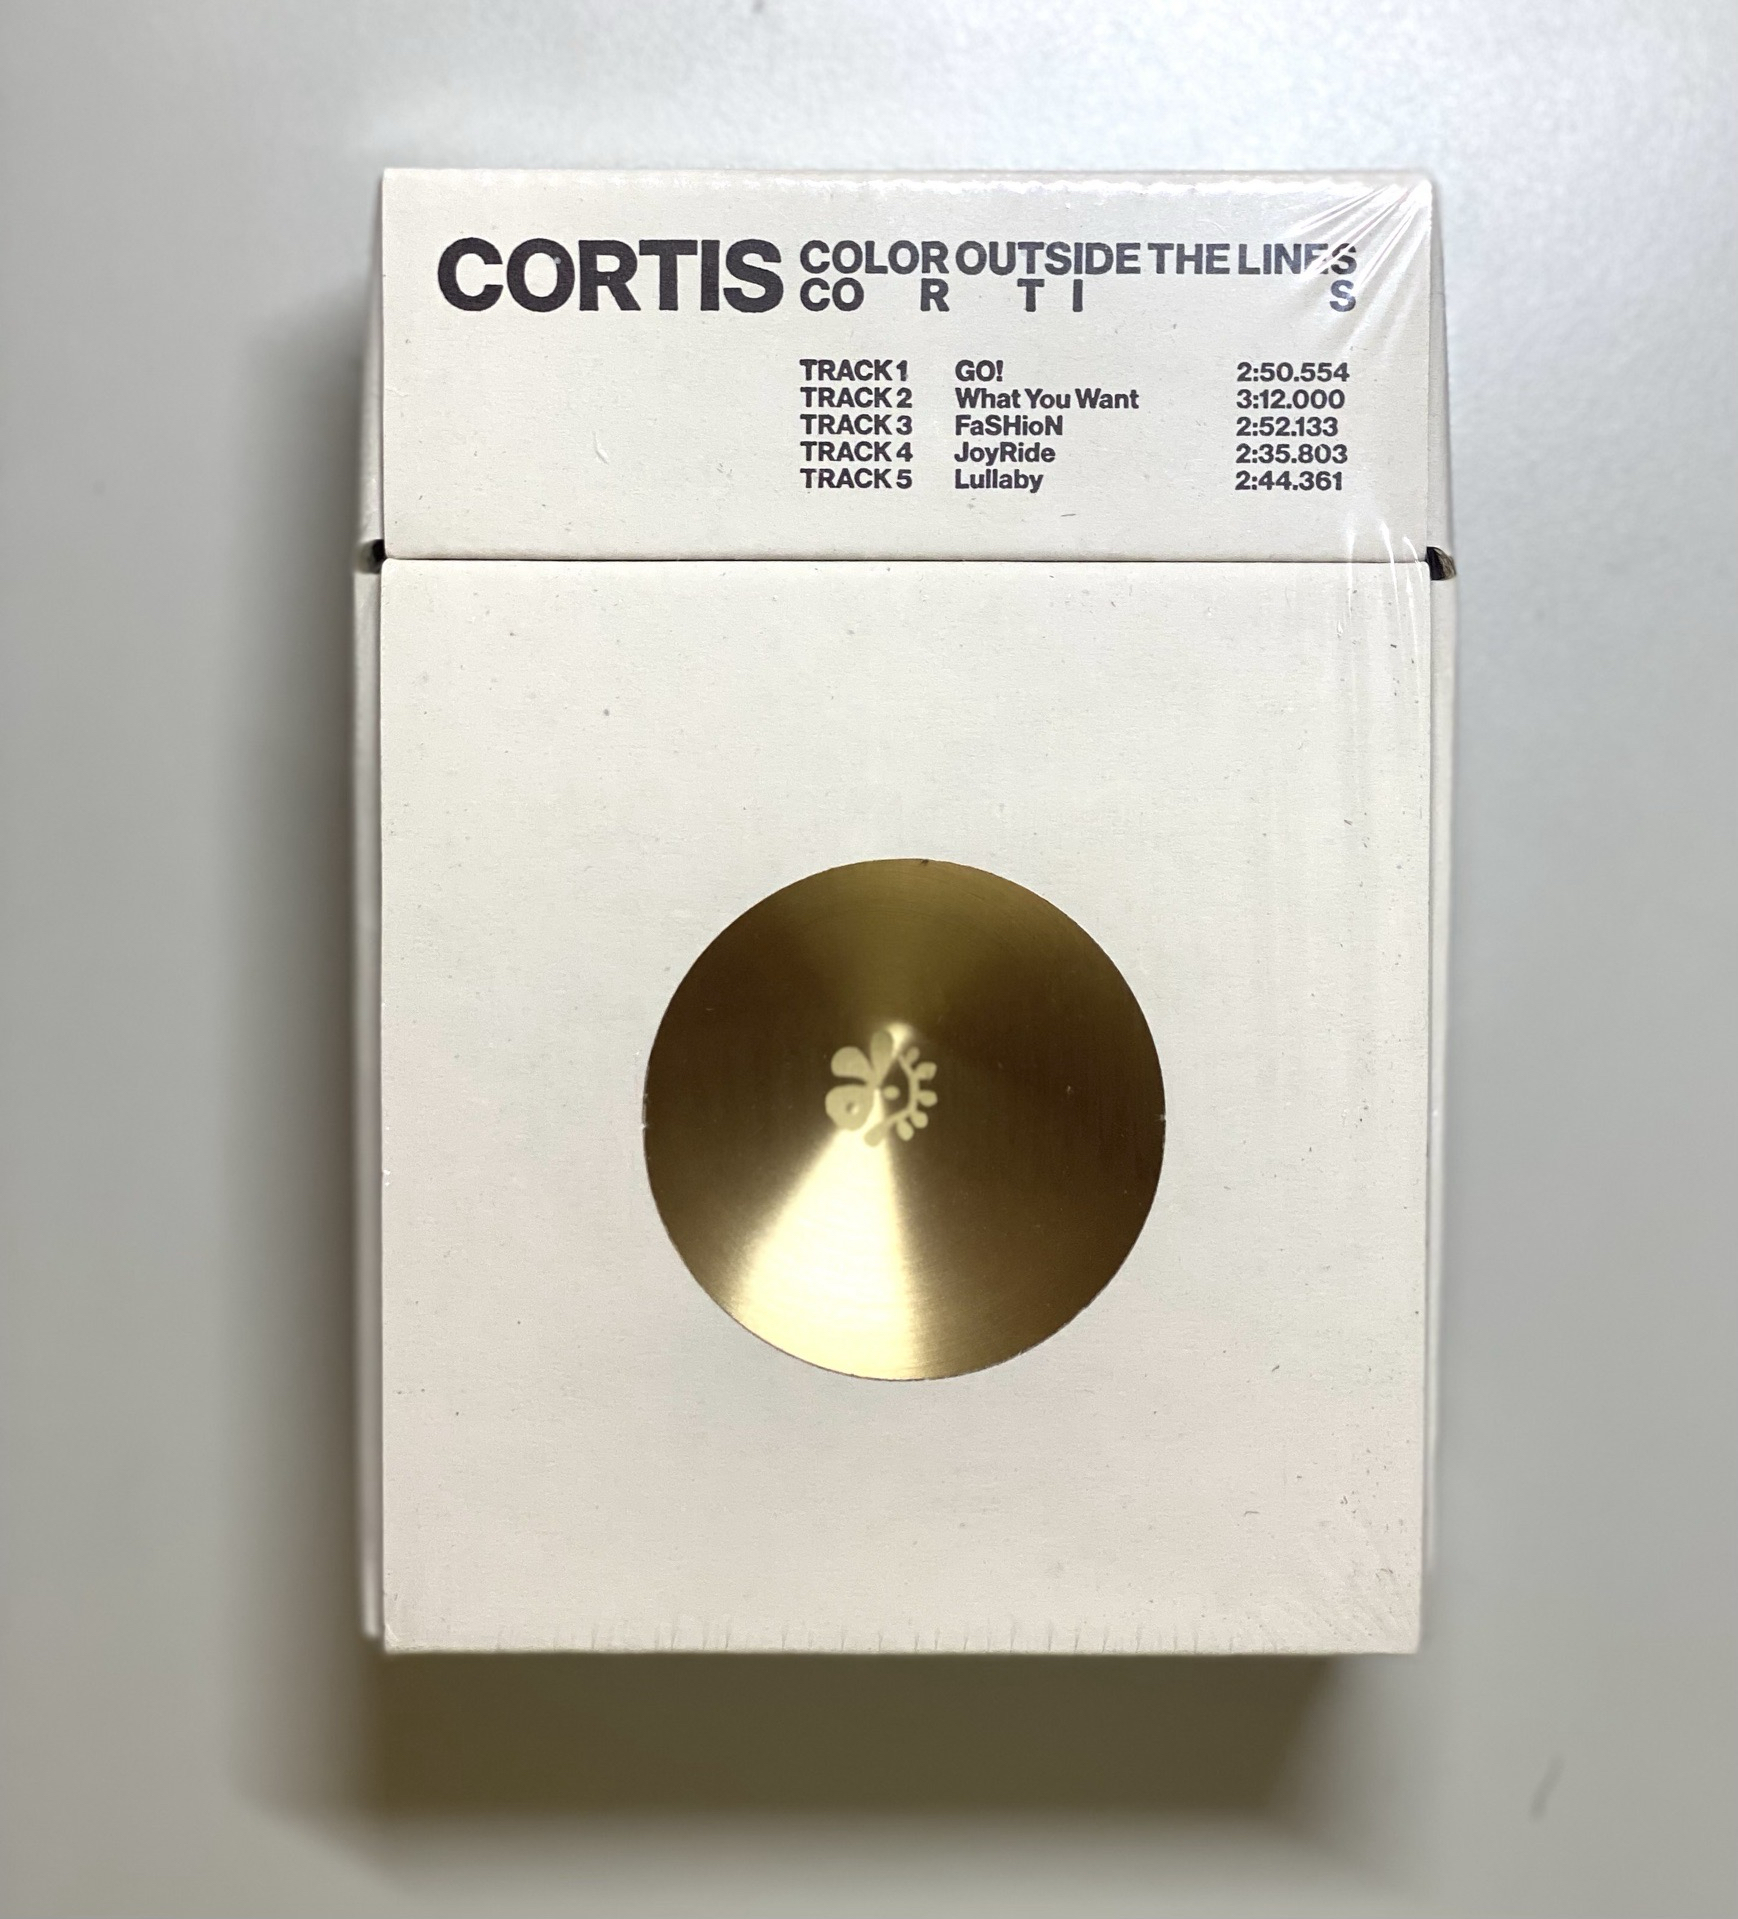 CORTIS COLOR OUTSIDE THE LINES
CO R T I S
TRACK 1 GO! 2:50.554
TRACK 2 What You Want 3:12.000
TRACK 3 FaSHioN 2:52.133
TRACK 4 JoyRide 2:35.803
TRACK 5 Lullaby 2:44.361